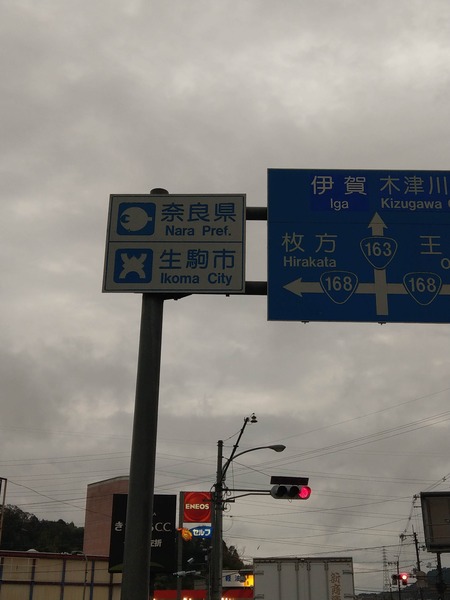 奈良県
Nara Pref.
生駒市
Ikoma City
伊賀 木津川
Iga Kizugawa
枚方 163 王
Hirakata
168 168
ENEOS
セルフ